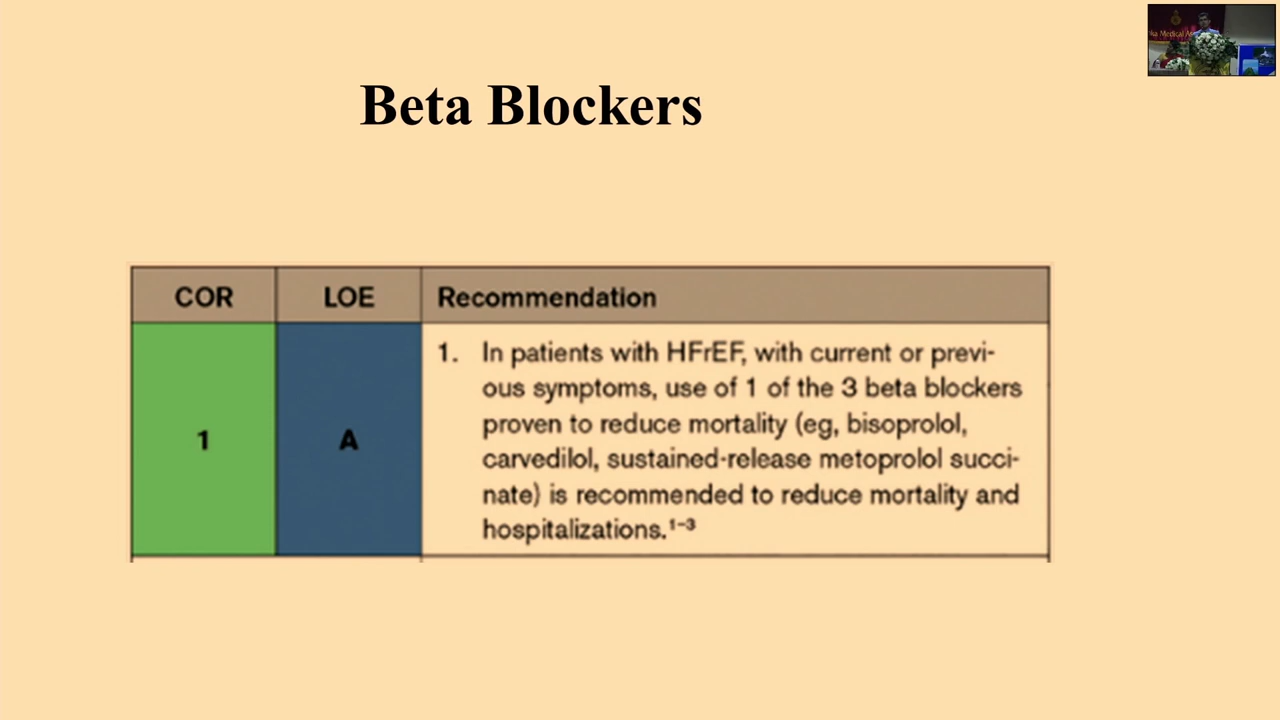 Beta Blockers
COR LOE Recommendation
1 A
1. In patients with HFrEF, with current or previ-
ous symptoms, use of 1 of the 3 beta blockers
proven to reduce mortality (eg, bisoprolol,
carvedilol, sustained-release metoprolol succi-
nate) is recommended to reduce mortality and
hospitalizations.¹⁻³
Medical